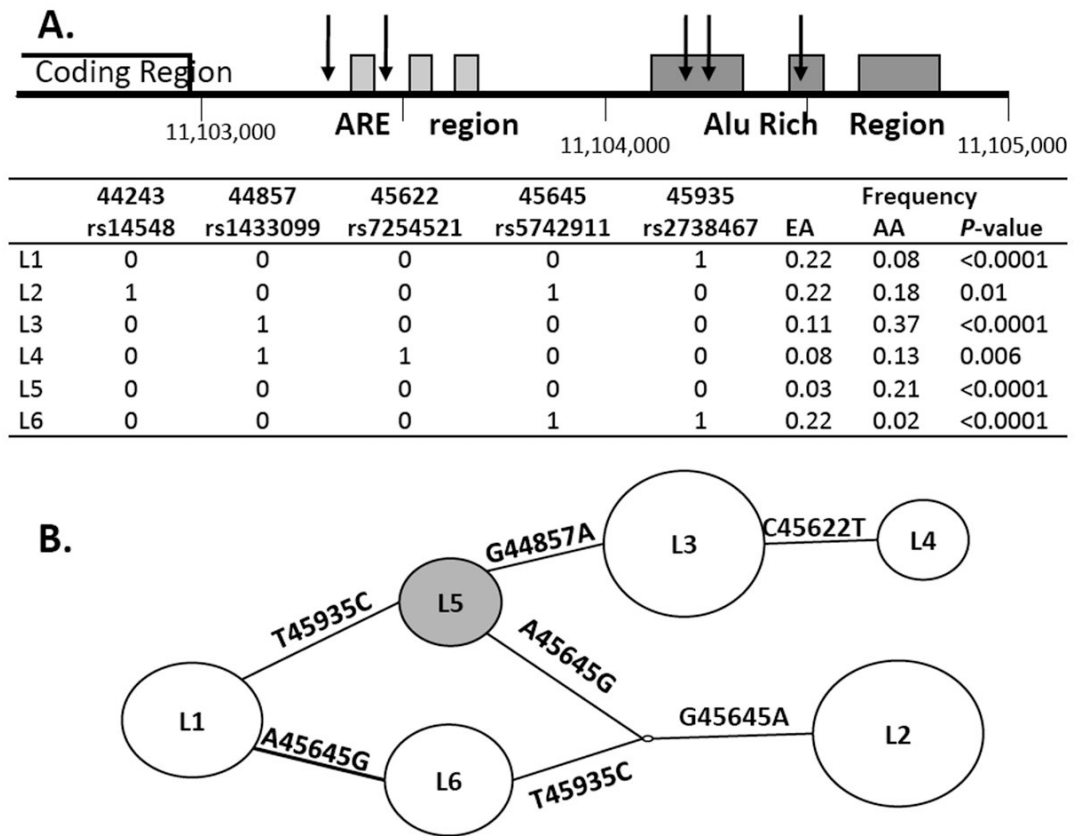 A.
Coding Region
ARE region Alu Rich Region
11,103,000 11,104,000 11,105,000
44243 44857 45622 45645 45935 Frequency
rs14548 rs1433099 rs7254521 rs5742911 rs2738467 EA AA P-value
L1 0 0 0 0 1 0.22 0.08 <0.0001
L2 1 0 0 1 0 0.22 0.18 0.01
L3 0 1 0 0 0 0.11 0.37 <0.0001
L4 0 1 1 0 0 0.08 0.13 0.006
L5 0 0 0 0 0 0.03 0.21 <0.0001
L6 0 0 0 1 1 0.22 0.02 <0.0001
B.
G44857A
L3
C45622T
L4
T45935C
L5
A45645G
L1
A45645G
L6
T45935C
G45645A
L2